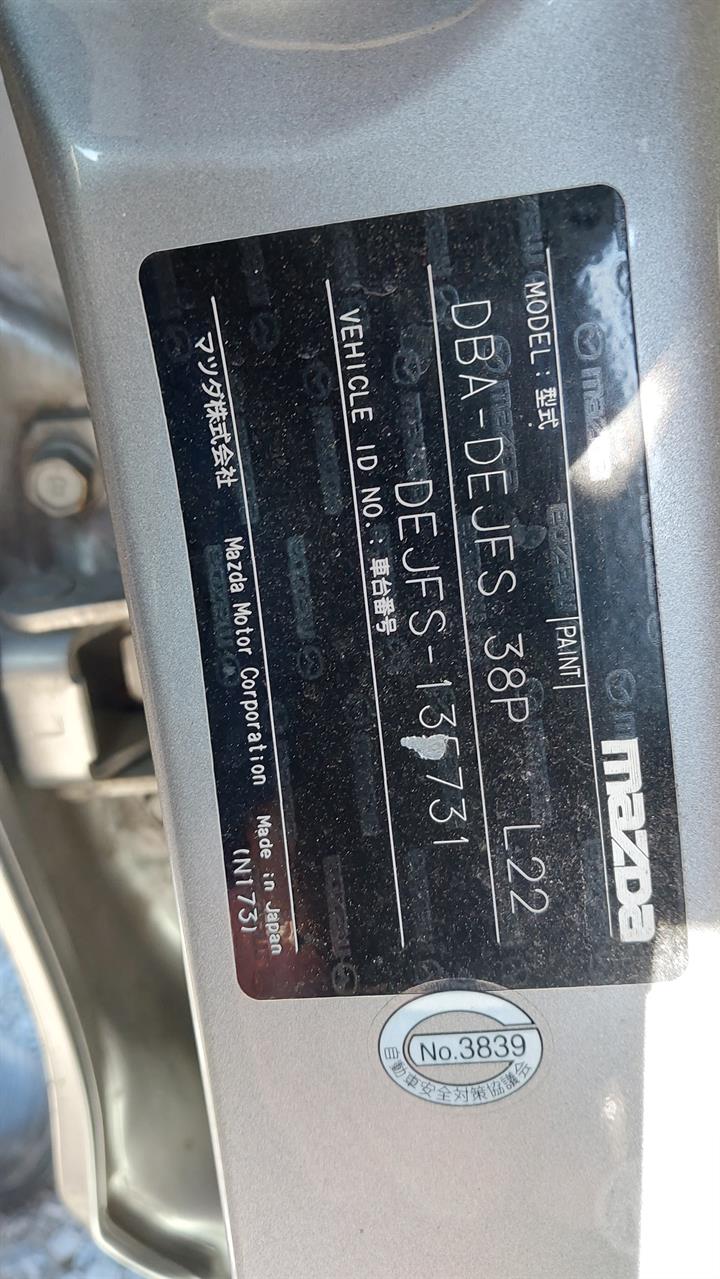 mazda
MODEL: 型式 PAINT
DBA-DEJFS 38P L22
VEHICLE ID NO.: 車台番号
マツダ株式会社 Mazda Motor Corporation Made in Japan
(N173)
No.3839
自動車安全対策協議会